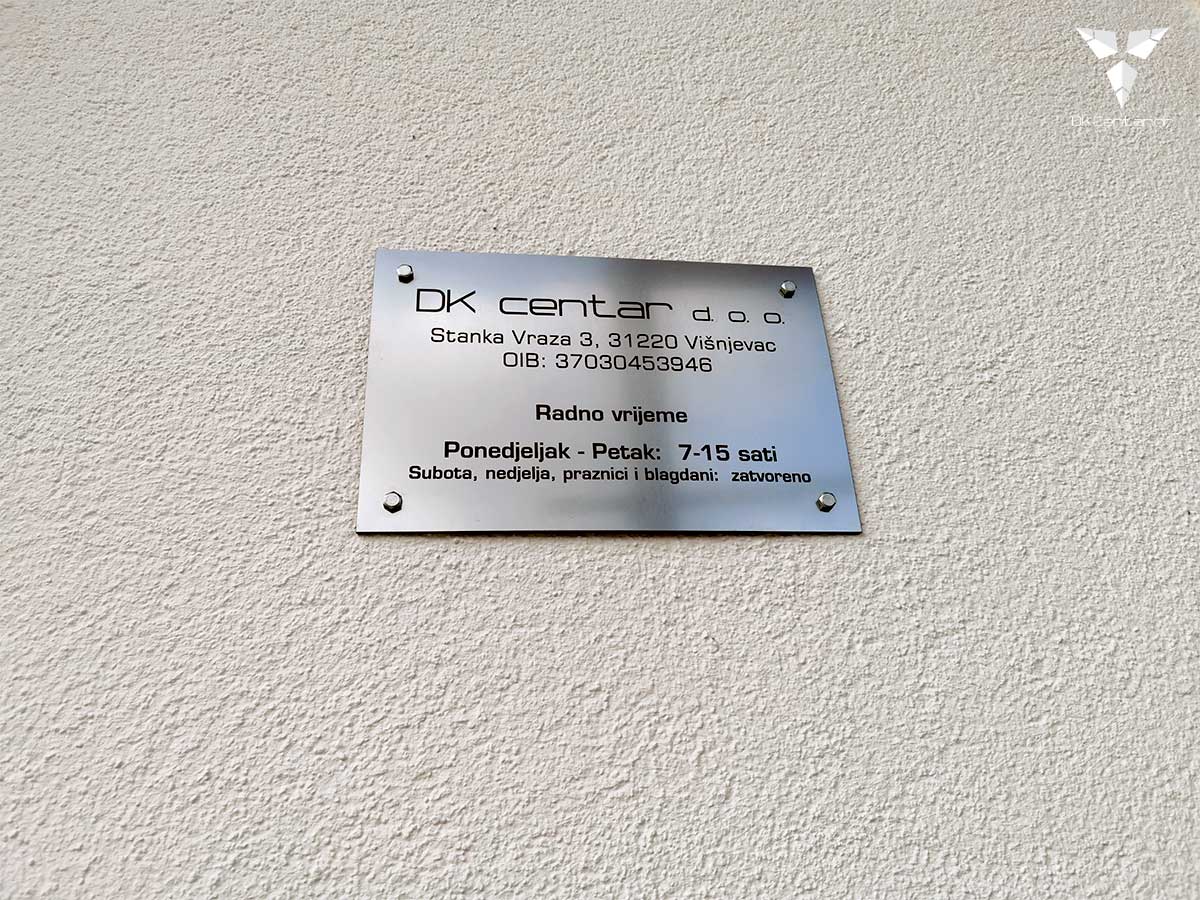 DK centar d. o. o.
Stanka Vraza 3, 31220 Višnjevac
OIB: 37030453946
Radno vrijeme
Ponedjeljak - Petak: 7-15 sati
Subota, nedjelja, praznici i blagdani: zatvoreno